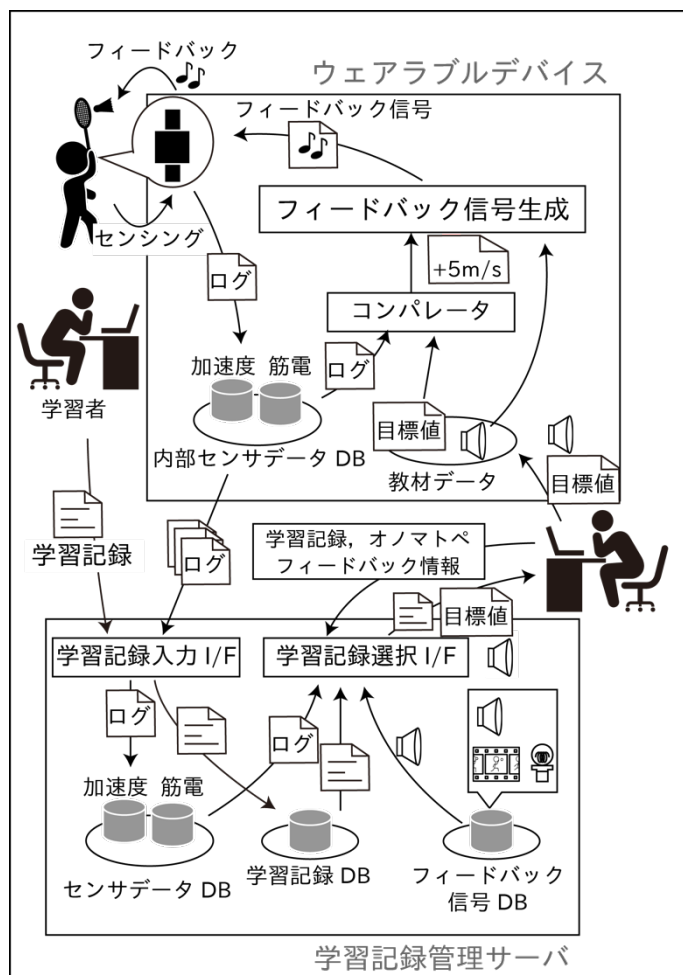 フィードバック
ウェアラブルデバイス
フィードバック信号
フィードバック信号生成
センシング
+5m/s
ログ
コンパレータ
加速度 筋電
ログ
学習者
目標値
内部センサデータ DB
教材データ
目標値
学習記録
ログ
学習記録，オノマトペ
フィードバック情報
目標値
学習記録入力 I/F
学習記録選択 I/F
ログ
ログ
加速度 筋電
センサデータ DB
学習記録 DB
フィードバック
信号 DB
学習記録管理サーバ